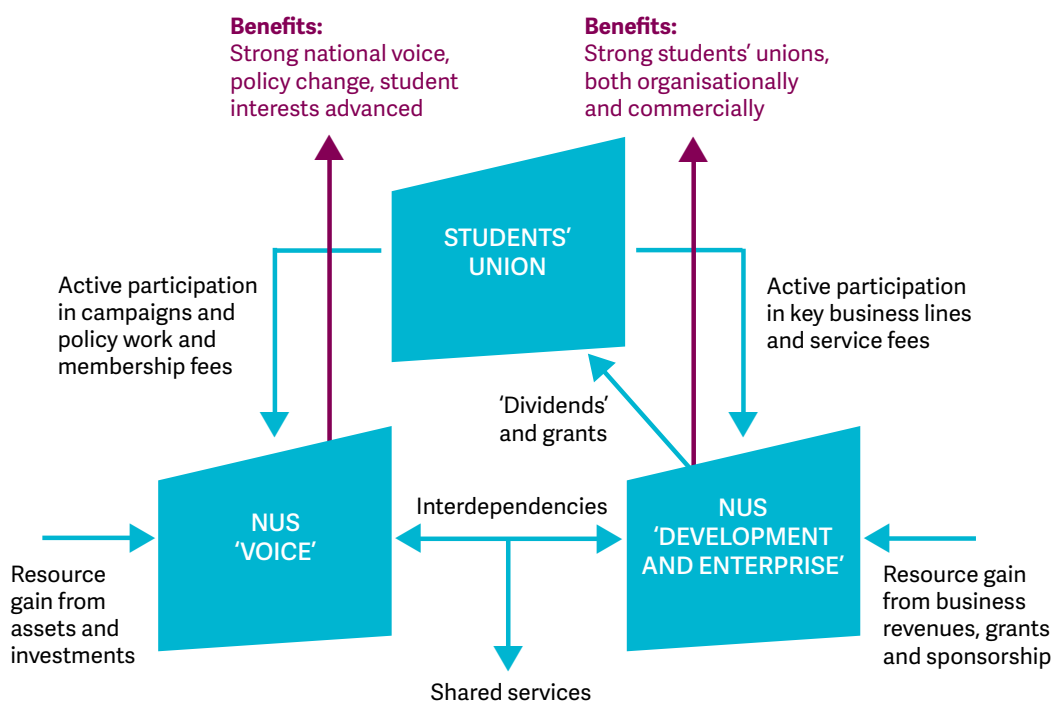 Benefits:
Strong national voice,
policy change, student
interests advanced
Benefits:
Strong students’ unions,
both organisationally
and commercially
STUDENTS’
UNION
Active participation
in campaigns and
policy work and
membership fees
Active participation
in key business lines
and service fees
‘Dividends’
and grants
NUS
‘VOICE’
Interdependencies
NUS
‘DEVELOPMENT
AND ENTERPRISE’
Resource
gain from
assets and
investments
Resource gain
from business
revenues, grants
and sponsorship
Shared services